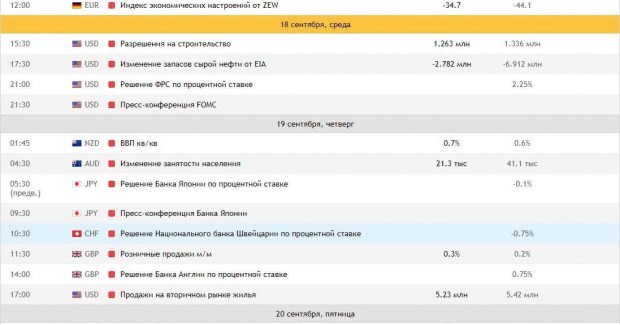 12:00 EUR Индекс экономических настроений от ZEW -34.7 -44.1
18 сентября, среда
15:30 USD Разрешения на строительство 1.263 млн 1.336 млн
17:30 USD Изменение запасов сырой нефти от EIA -2.782 млн -6.912 млн
21:00 USD Решение ФРС по процентной ставке 2.25%
21:30 USD Пресс-конференция FOMC
19 сентября, четверг
01:45 NZD ВВП кв/кв 0.7% 0.6%
04:30 AUD Изменение занятости населения 21.3 тыс 41.1 тыс
05:30 JPY Решение Банка Японии по процентной ставке -0.1%
(предв.)
09:30 JPY Пресс-конференция Банка Японии
10:30 CHF Решение Национального банка Швейцарии по процентной ставке -0.75%
11:30 GBP Розничные продажи м/м 0.3% 0.2%
14:00 GBP Решение Банка Англии по процентной ставке 0.75%
17:00 USD Продажи на вторичном рынке жилья 5.23 млн 5.42 млн
20 сентября, пятница